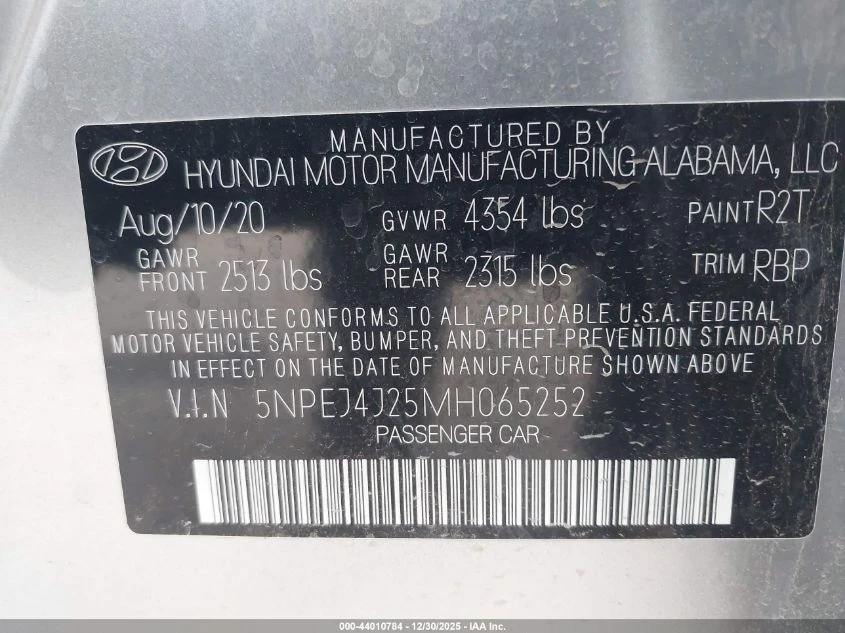 MANUFACTURED BY
HYUNDAI MOTOR MANUFACTURING ALABAMA, LLC
Aug/10/20 GVWR 4354 lbs PAINT R2T
GAWR FRONT 2513 lbs GAWR REAR 2315 lbs TRIM RBP
THIS VEHICLE CONFORMS TO ALL APPLICABLE U.S.A. FEDERAL
MOTOR VEHICLE SAFETY, BUMPER, AND THEFT PREVENTION STANDARDS
IN EFFECT ON THE DATE OF MANUFACTURE SHOWN ABOVE
V.I.N 5NPEJ4J25MH065252
PASSENGER CAR
000-44010784 - 12/30/2025 - IAA Inc.